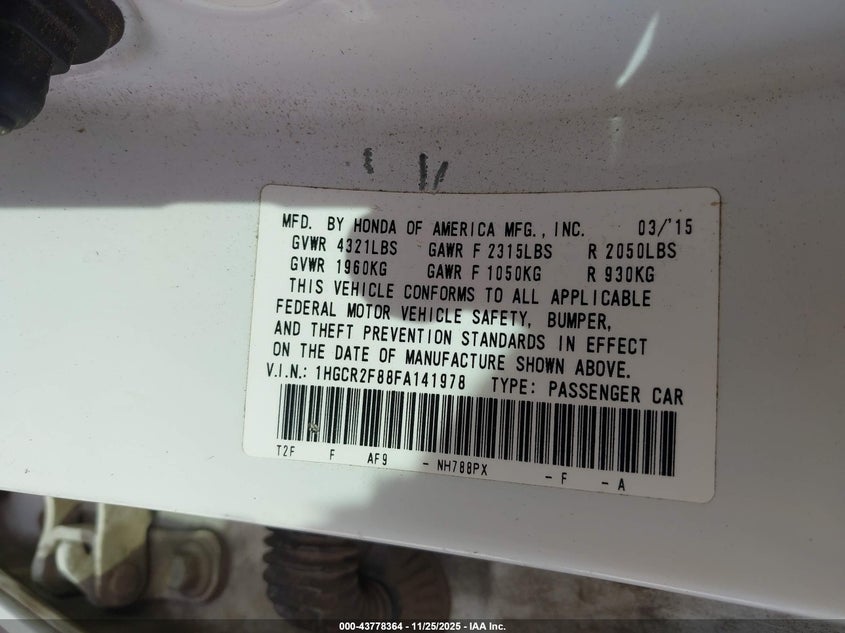 MFD. BY HONDA OF AMERICA MFG., INC. 03/'15
GVWR 4321LBS GAWR F 2315LBS R 2050LBS
GVWR 1960KG GAWR F 1050KG R 930KG
THIS VEHICLE CONFORMS TO ALL APPLICABLE
FEDERAL MOTOR VEHICLE SAFETY, BUMPER,
AND THEFT PREVENTION STANDARDS IN EFFECT
ON THE DATE OF MANUFACTURE SHOWN ABOVE.
V.I.N.: 1HGCR2F88FA141978 TYPE: PASSENGER CAR
T2F F AF9 - NH788PX - F - A
000-43778364 - 11/25/2025 - IAA Inc.